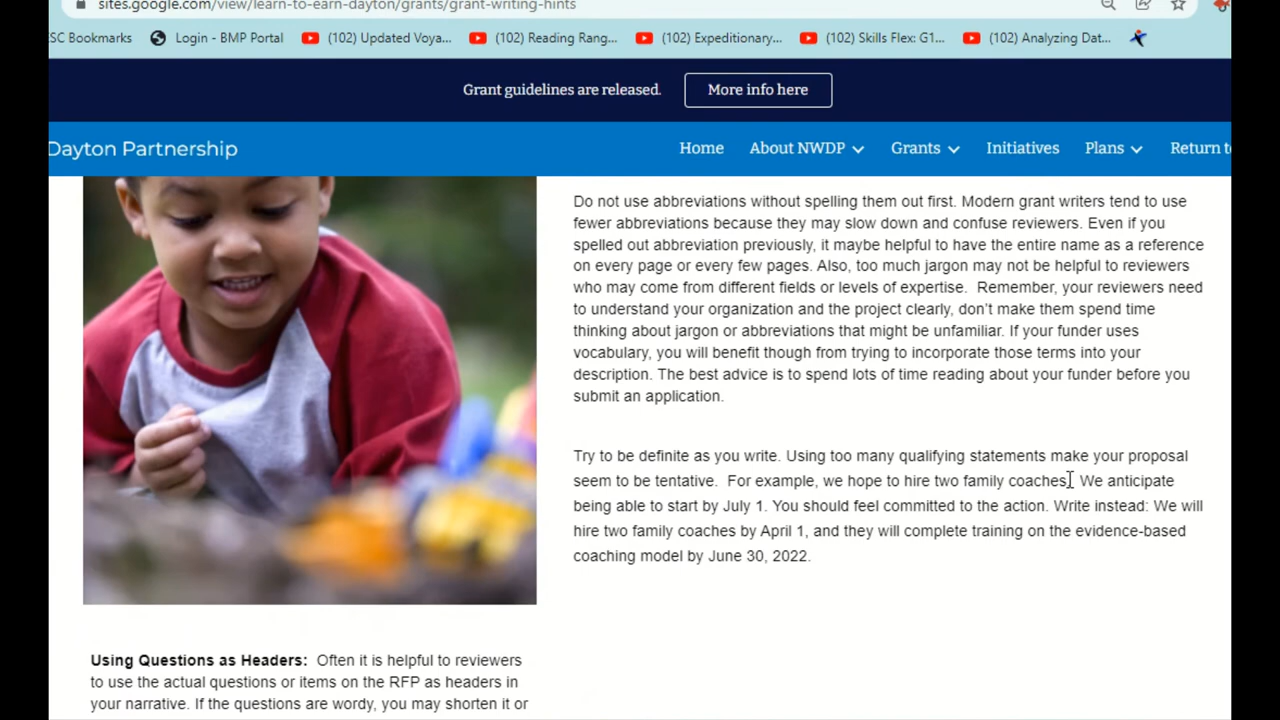 sites.google.com/view/learn-to-earn-dayton/grants/grant-writing-hints
SC Bookmarks Login - BMP Portal (102) Updated Voya... (102) Reading Rang... (102) Expeditionary... (102) Skills Flex: G1... (102) Analyzing Dat...
Grant guidelines are released. More info here
Dayton Partnership Home About NWDP Grants Initiatives Plans Return t
Do not use abbreviations without spelling them out first. Modern grant writers tend to use
fewer abbreviations because they may slow down and confuse reviewers. Even if you
spelled out abbreviation previously, it maybe helpful to have the entire name as a reference
on every page or every few pages. Also, too much jargon may not be helpful to reviewers
who may come from different fields or levels of expertise. Remember, your reviewers need
to understand your organization and the project clearly, don’t make them spend time
thinking about jargon or abbreviations that might be unfamiliar. If your funder uses
vocabulary, you will benefit though from trying to incorporate those terms into your
description. The best advice is to spend lots of time reading about your funder before you
submit an application.
Try to be definite as you write. Using too many qualifying statements make your proposal
seem to be tentative. For example, we hope to hire two family coaches. We anticipate
being able to start by July 1. You should feel committed to the action. Write instead: We will
hire two family coaches by April 1, and they will complete training on the evidence-based
coaching model by June 30, 2022.
Using Questions as Headers: Often it is helpful to reviewers
to use the actual questions or items on the RFP as headers in
your narrative. If the questions are wordy, you may shorten it or